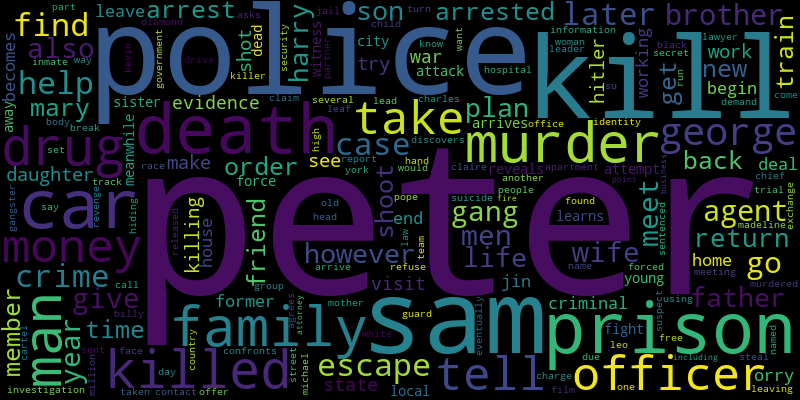 part
diamond
leave
arrest
son
arrested
later
brother
find
government
asks
jail
child
turn
mary
kevin
harry
lawyer
want
becomes
also
police
kill
shot
dead
security
witness
partner
city
know
black
information
woman
leader
secret
su
run
train
help
inmate
drive
killer
try
war
attack
hospital
hitler
working
work
new
get
begin
demand
come
away
sister
evidence
claim
several
leaf
lead
charles
plan
body
break
way
set
meanwhile
drug
death
take
murder
george
arrives
office
identity
high
case
discovers
daughter
race
make
order
see
report
hand
claire
reveals
apartment
attempt
back
deal
say
track
force
york
would
another
chief
business
gangster
revenge
hiding
car
peter
killing
house
released
friend
old
head
suicide
people
fire
found
pope
shoot
end
gang
learns
point
meet
trial
sentenced
agent
exchange
madeline
money
however
law
team
men
life
wife
name
return
forced
young
home
meeting
go
murdered
crime
call
give
arrive
refuse
visit
jin
father
man
year
member
billy
former
group
mother
agrees
attorney
guard
sam
criminal
suspect
using
time
family
white
eventually
prison
fight
free
named
cartel
million
sent
face
country
confronts
street
michael
escape
tell
due
leo
including
steal
killed
day
state
charge
officer
orry
investigation
taken
contact
offer
local
film
one
leaving